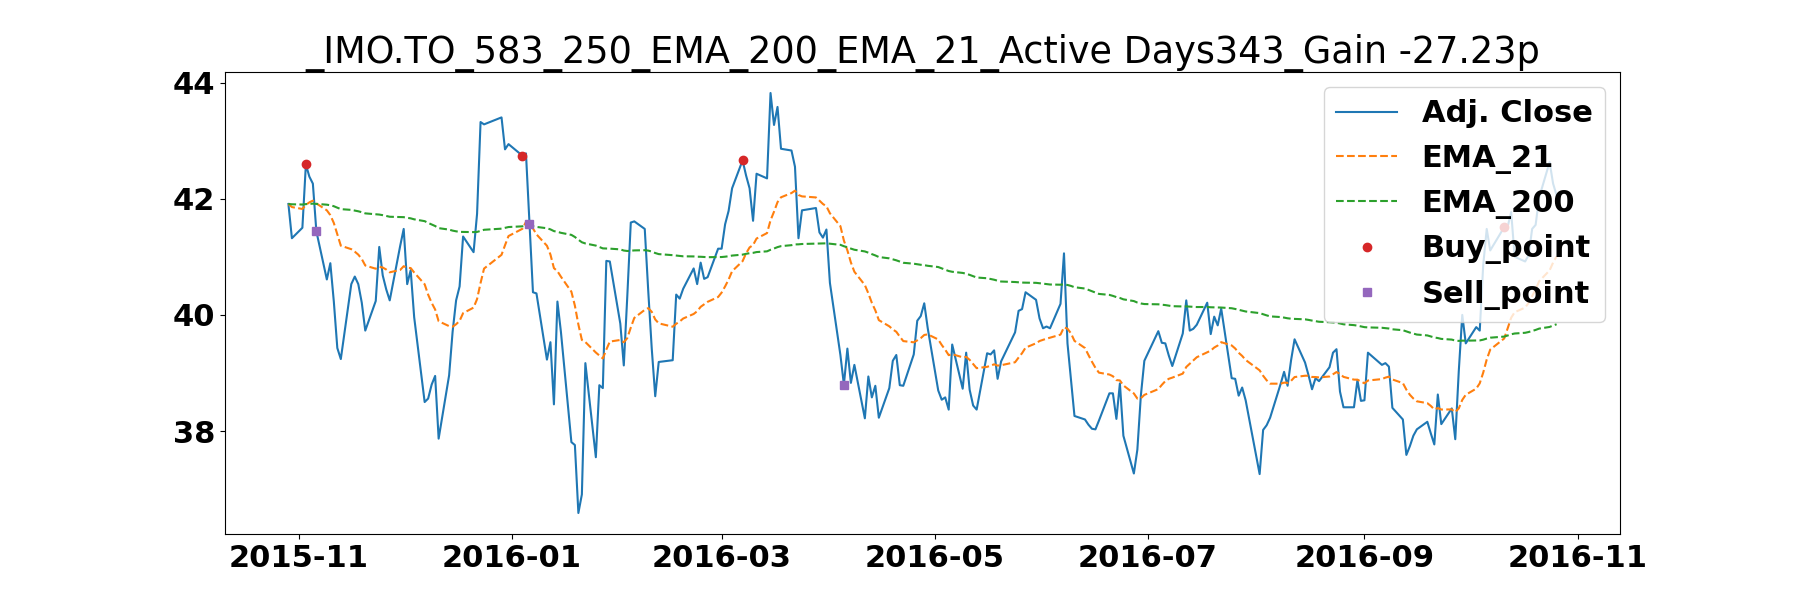 _IMO.TO_583_250_EMA_200_EMA_21_Active Days343_Gain -27.23p
44
42
40
38
Adj. Close
EMA_21
EMA_200
Buy_point
Sell_point
2015-11 2016-01 2016-03 2016-05 2016-07 2016-09 2016-11